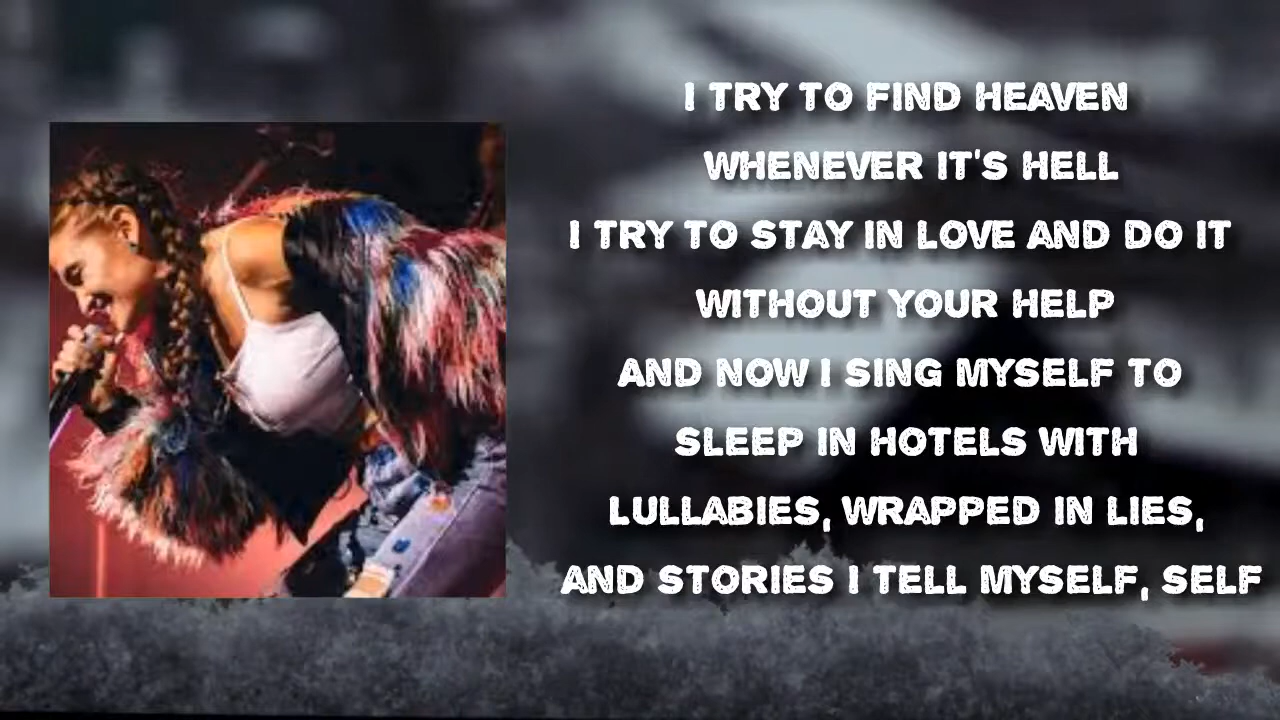 I TRY TO FIND HEAVEN
WHENEVER IT'S HELL
I TRY TO STAY IN LOVE AND DO IT
WITHOUT YOUR HELP
AND NOW I SING MYSELF TO
SLEEP IN HOTELS WITH
LULLABIES, WRAPPED IN LIES,
AND STORIES I TELL MYSELF, SELF